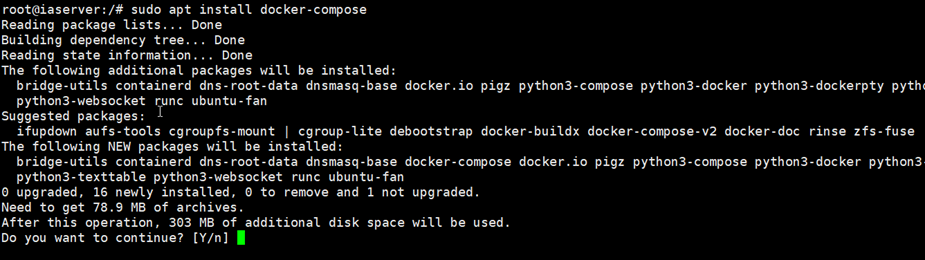 root@iaserver:/# sudo apt install docker-compose
Reading package lists... Done
Building dependency tree... Done
Reading state information... Done
The following additional packages will be installed:
  bridge-utils containerd dns-root-data dnsmasq-base docker.io pigz python3-compose python3-docker python3-dockerpty pytho
  python3-websocket runc ubuntu-fan
Suggested packages:
  ifupdown aufs-tools cgroupfs-mount | cgroup-lite debootstrap docker-buildx docker-compose-v2 docker-doc rinse zfs-fuse
The following NEW packages will be installed:
  bridge-utils containerd dns-root-data dnsmasq-base docker-compose docker.io pigz python3-compose python3-docker python3-
  python3-texttable python3-websocket runc ubuntu-fan
0 upgraded, 16 newly installed, 0 to remove and 1 not upgraded.
Need to get 78.9 MB of archives.
After this operation, 303 MB of additional disk space will be used.
Do you want to continue? [Y/n]